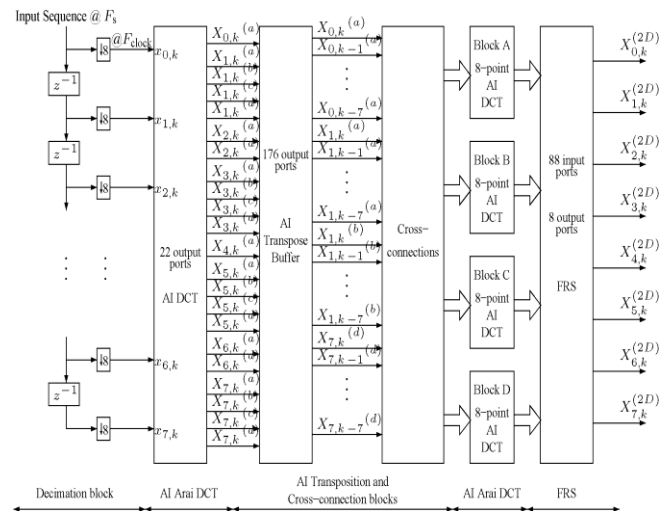 Input Sequence @ F_s
@F_clock
↓8
x_{0,k}
z^{-1}
↓8
x_{1,k}
z^{-1}
↓8
x_{2,k}
↓8
x_{6,k}
z^{-1}
↓8
x_{7,k}
22 output
ports
AI DCT
X_{0,k}^{(a)}
X_{1,k}^{(a)}
X_{1,k}^{(b)}
X_{1,k}^{(c)}
X_{1,k}
X_{2,k}^{(a)}
X_{2,k}
X_{3,k}^{(a)}
X_{3,k}^{(b)}
X_{3,k}^{(c)}
X_{3,k}
X_{4,k}^{(a)}
X_{5,k}^{(a)}
X_{5,k}^{(b)}
X_{5,k}^{(c)}
X_{5,k}
X_{6,k}^{(a)}
X_{6,k}
X_{7,k}^{(a)}
X_{7,k}^{(b)}
X_{7,k}^{(c)}
X_{7,k}
176 output
ports
AI
Transpose
Buffer
X_{0,k}^{(a)}
X_{0,k-1}^{(a)}
X_{0,k-7}^{(a)}
X_{1,k}^{(a)}
X_{1,k-1}^{(a)}
X_{1,k-7}^{(a)}
X_{1,k}^{(b)}
X_{1,k-1}^{(b)}
X_{1,k-7}^{(b)}
X_{7,k}^{(d)}
X_{7,k-1}^{(d)}
X_{7,k-7}^{(d)}
Cross-
connections
Block A
8-point
AI
DCT
Block B
8-point
AI
DCT
Block C
8-point
AI
DCT
Block D
8-point
AI
DCT
88 input
ports
8 output
ports
FRS
X_{0,k}^{(2D)}
X_{1,k}^{(2D)}
X_{2,k}^{(2D)}
X_{3,k}^{(2D)}
X_{4,k}^{(2D)}
X_{5,k}^{(2D)}
X_{6,k}^{(2D)}
X_{7,k}^{(2D)}
Decimation block
AI Arai DCT
AI Transposition and
Cross-connection blocks
AI Arai DCT
FRS